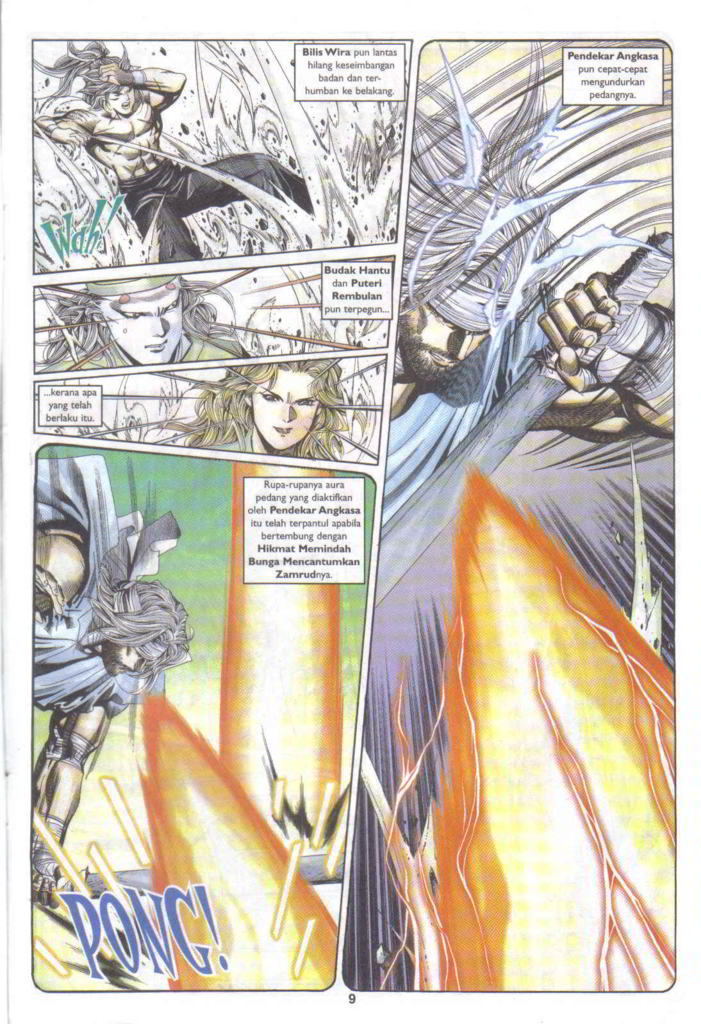 Bilis Wira pun lantas
hilang keseimbangan
badan dan ter-
humban ke belakang.
Wah!
Budak Hantu
dan Puteri
Rembulan
pun terpegun...
...kerana apa
yang telah
berlaku itu.
Rupa-rupanya aura
pedang yang diaktifkan
oleh Pendekar Angkasa
itu telah terpantul apabila
bertembung dengan
Hikmat Memindah
Bunga Mencantumkan
Zamrudnya.
PONG!
Pendekar Angkasa
pun cepat-cepat
mengundurkan
pedangnya.
9